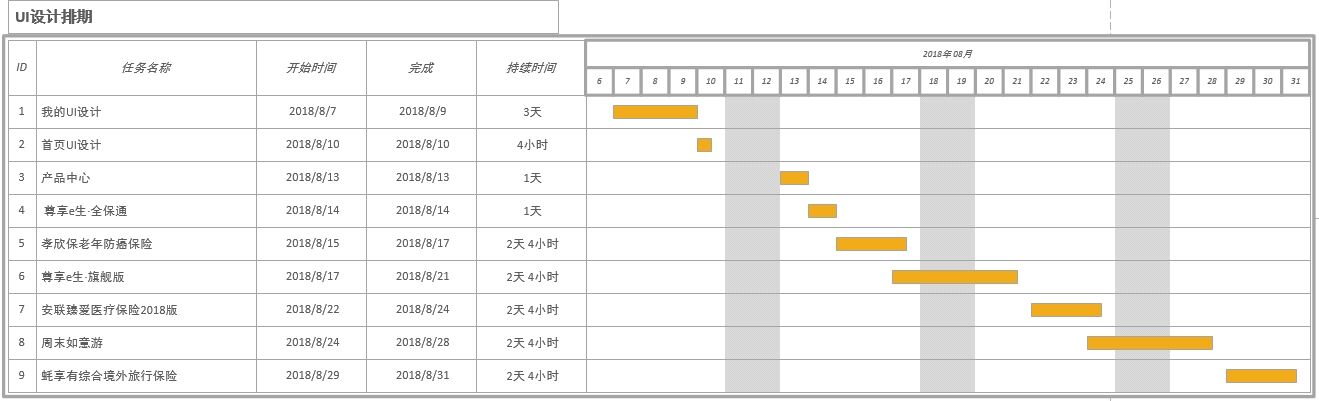 UI设计排期
2018年 08月
ID 任务名称 开始时间 完成 持续时间
6 7 8 9 10 11 12 13 14 15 16 17 18 19 20 21 22 23 24 25 26 27 28 29 30 31
1 我的UI设计 2018/8/7 2018/8/9 3天
2 首页UI设计 2018/8/10 2018/8/10 4小时
3 产品中心 2018/8/13 2018/8/13 1天
4 尊享e生·全保通 2018/8/14 2018/8/14 1天
5 孝欣保老年防癌保险 2018/8/15 2018/8/17 2天 4小时
6 尊享e生·旗舰版 2018/8/17 2018/8/21 2天 4小时
7 安联臻爱医疗保险2018版 2018/8/22 2018/8/24 2天 4小时
8 周末如意游 2018/8/24 2018/8/28 2天 4小时
9 蚝享有综合境外旅行保险 2018/8/29 2018/8/31 2天 4小时